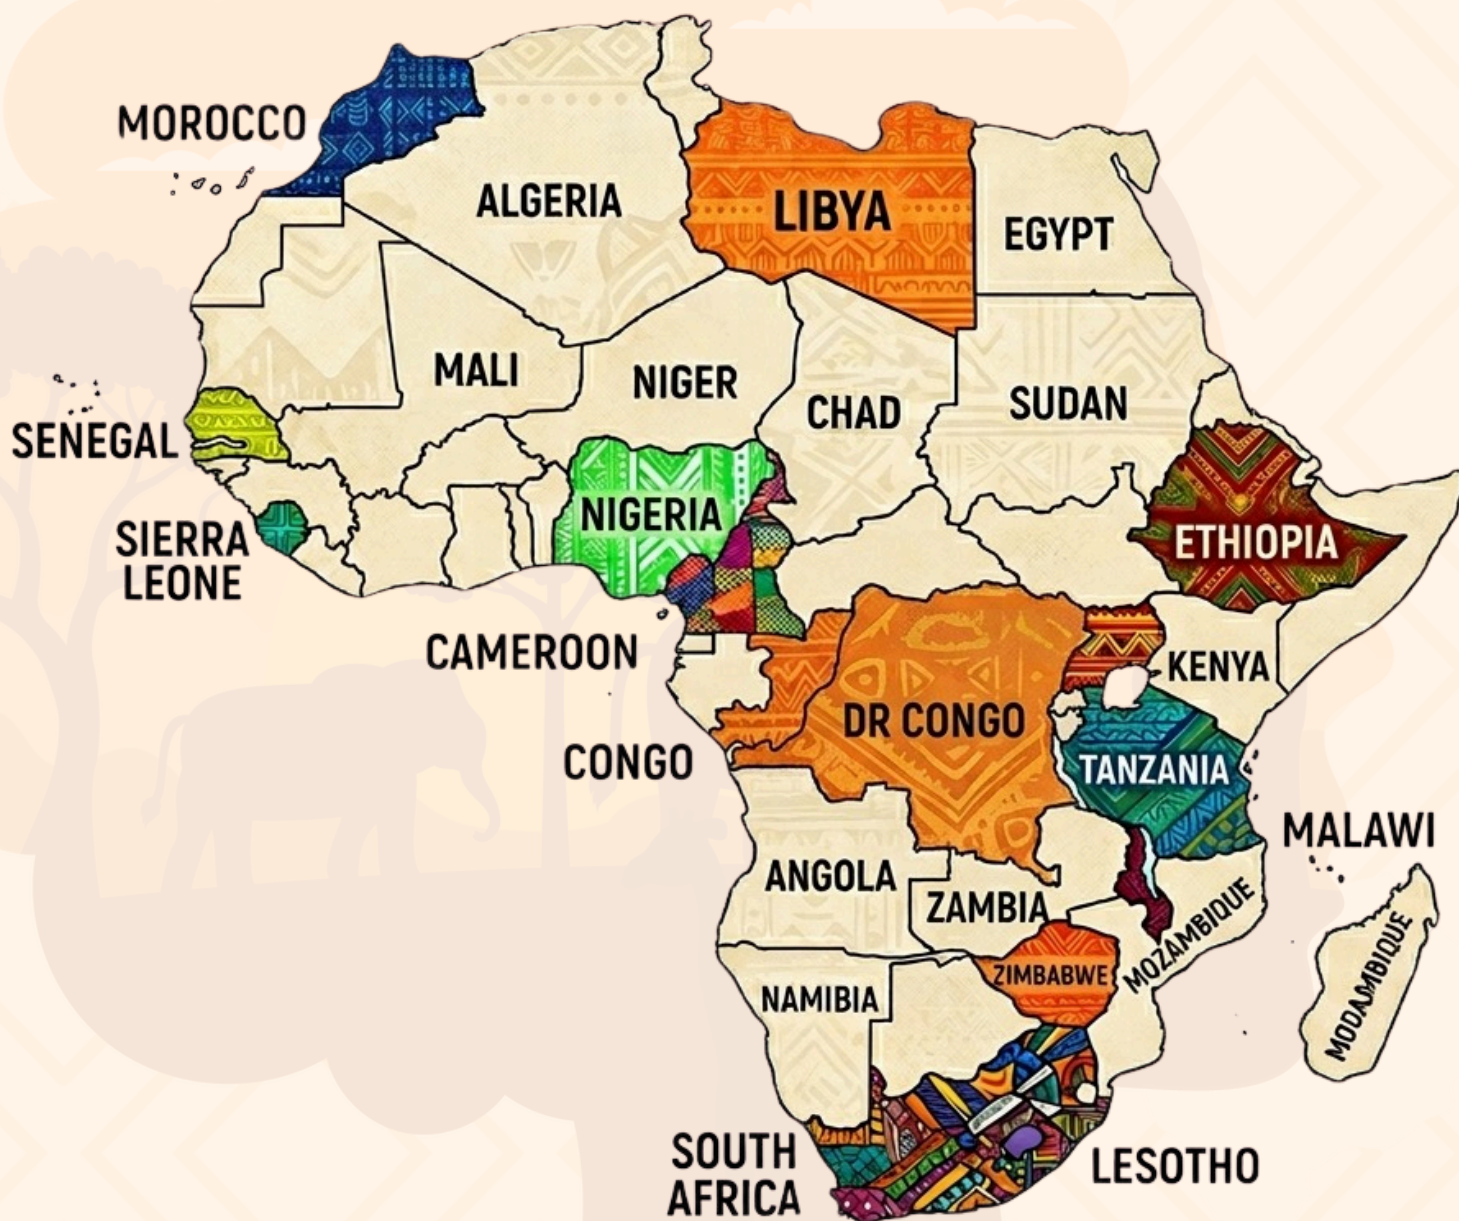 MOROCCO
ALGERIA
LIBYA
EGYPT
MALI
NIGER
CHAD
SUDAN
SENEGAL
NIGERIA
SIERRA
LEONE
ETHIOPIA
CAMEROON
KENYA
CONGO
DR CONGO
TANZANIA
MALAWI
ANGOLA
ZAMBIA
MOZAMBIQUE
MODAMBIQUE
ZIMBABWE
NAMIBIA
SOUTH
AFRICA
LESOTHO